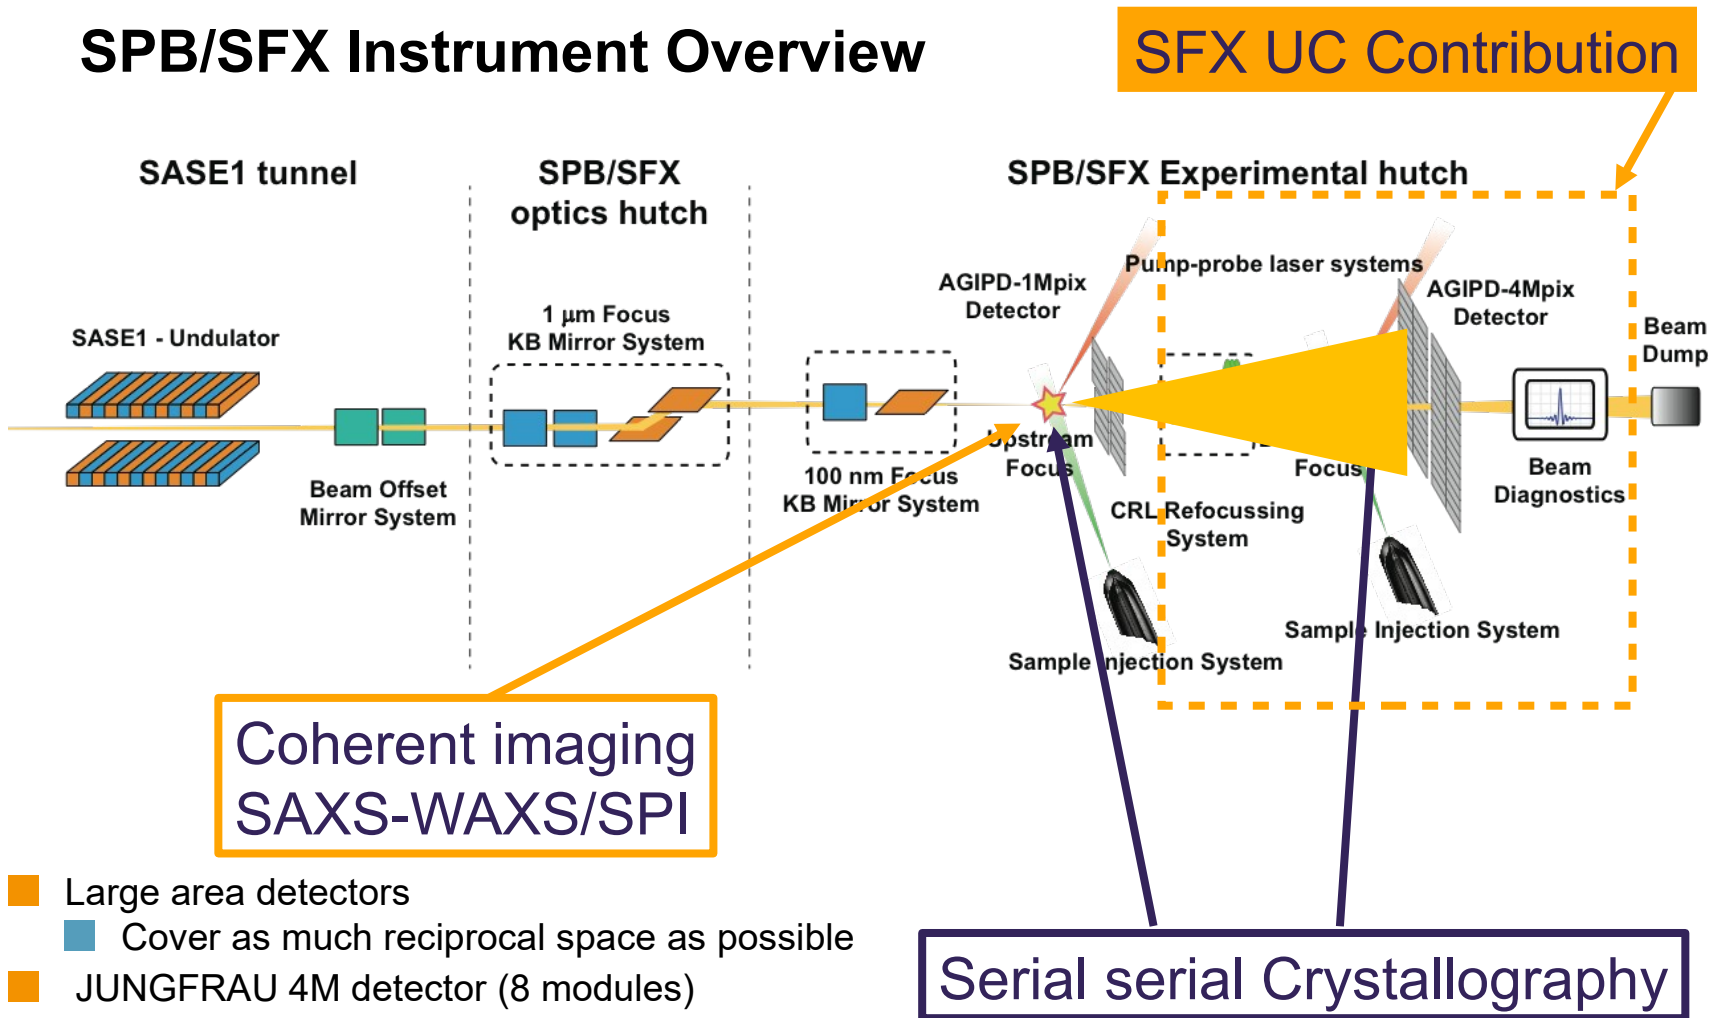 SPB/SFX Instrument Overview
SFX UC Contribution
SASE1 tunnel
SPB/SFX
optics hutch
SPB/SFX Experimental hutch
SASE1 - Undulator
Beam Offset
Mirror System
1 µm Focus
KB Mirror System
100 nm Focus
KB Mirror System
AGIPD-1Mpix
Detector
Pump-probe laser systems
AGIPD-4Mpix
Detector
Beam
Dump
Upstream
Focus
Focus
CRL Refocussing
System
Beam
Diagnostics
Sample Injection System
Sample Injection System
Coherent imaging
SAXS-WAXS/SPI
Large area detectors
Cover as much reciprocal space as possible
JUNGFRAU 4M detector (8 modules)
Serial serial Crystallography